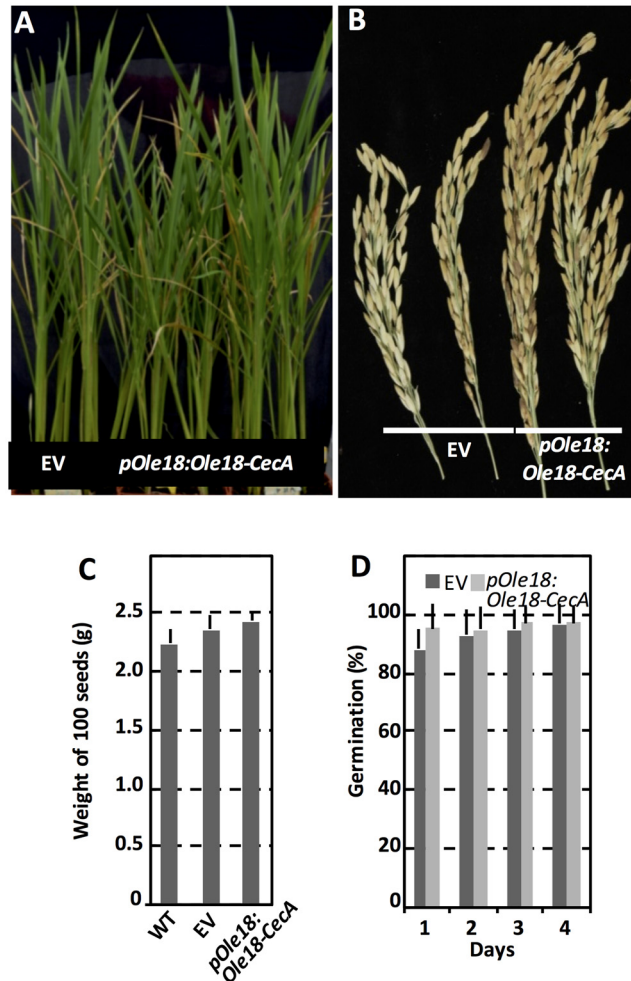 A
B
EV pOle18:Ole18-CecA
EV
pOle18:
Ole18-CecA
C
Weight of 100 seeds (g)
2.5
2.0
1.5
1.0
0.5
0
WT
EV
pOle18:
Ole18-CecA
D
EV pOle18:
Ole18-CecA
Germination (%)
100
80
60
40
20
0
1 2 3 4
Days